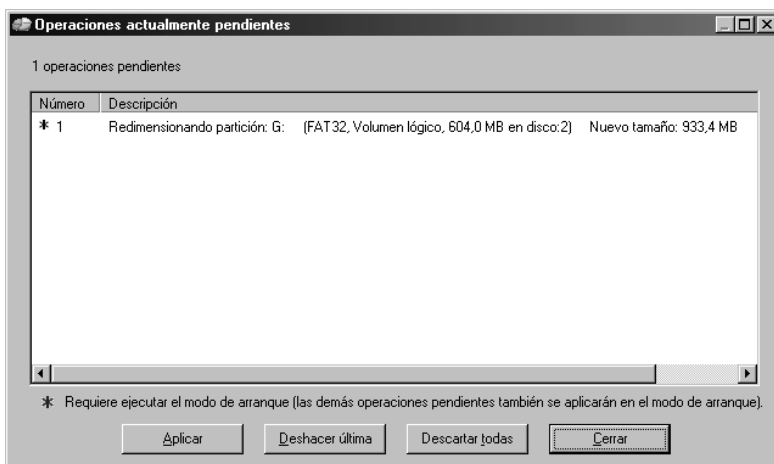 Operaciones actualmente pendientes
1 operaciones pendientes
Número Descripción
* 1 Redimensionando partición: G: (FAT32, Volumen lógico, 604,0 MB en disco:2) Nuevo tamaño: 933,4 MB
* Requiere ejecutar el modo de arranque (las demás operaciones pendientes también se aplicarán en el modo de arranque).
Aplicar Deshacer última Descartar todas Cerrar